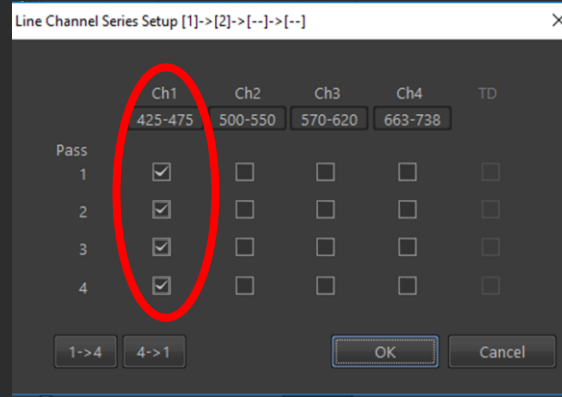 Line Channel Series Setup [1]->[2]->[--]->[--]
Ch1 Ch2 Ch3 Ch4 TD
425-475 500-550 570-620 663-738
Pass
1
2
3
4
1->4 4->1 OK Cancel